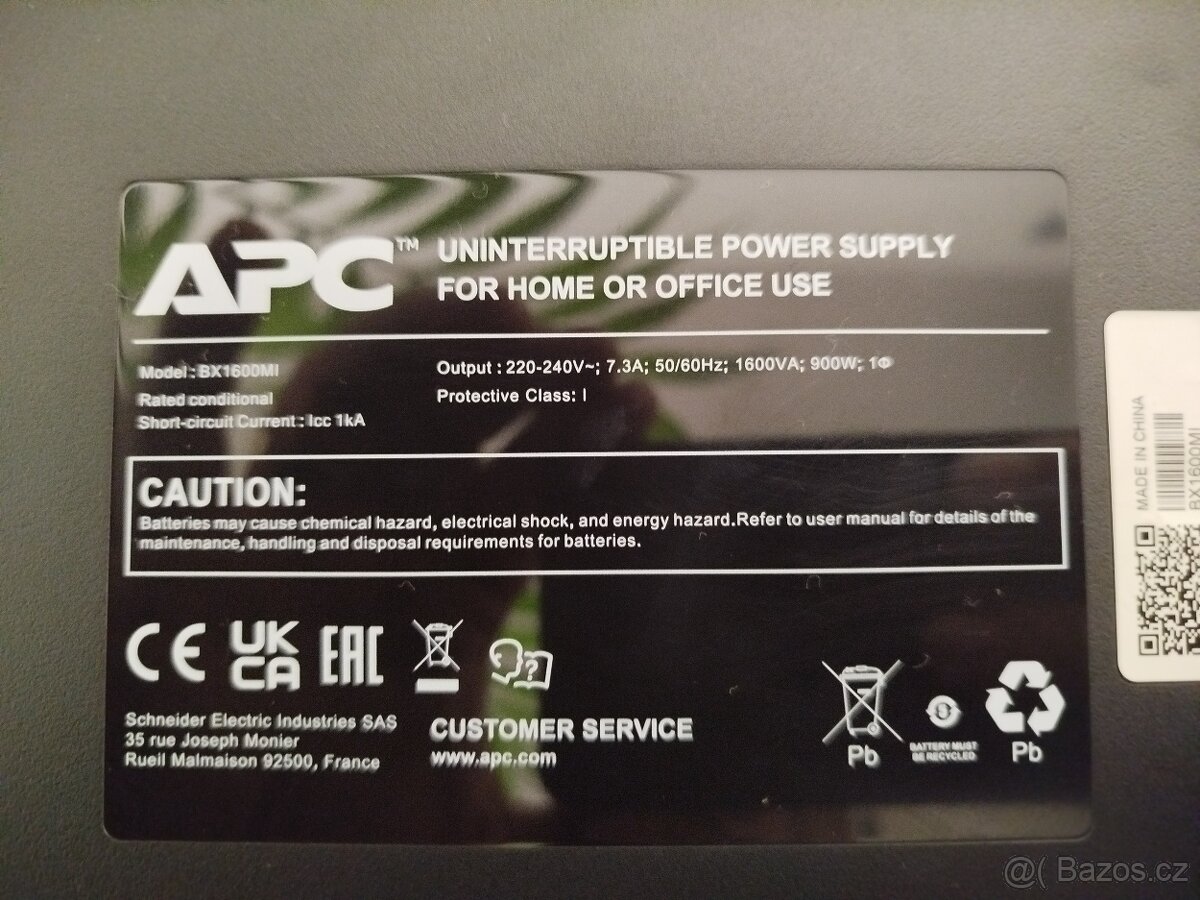 APC™
UNINTERRUPTIBLE POWER SUPPLY
FOR HOME OR OFFICE USE
Model : BX1600MI
Rated conditional
Short-circuit Current : Icc 1kA
Output : 220-240V~; 7.3A; 50/60Hz; 1600VA; 900W; 1Φ
Protective Class: I
CAUTION:
Batteries may cause chemical hazard, electrical shock, and energy hazard.Refer to user manual for details of the
maintenance, handling and disposal requirements for batteries.
CE
UK
CA
EAC
?
Schneider Electric Industries SAS
35 rue Joseph Monier
Rueil Malmaison 92500, France
CUSTOMER SERVICE
www.apc.com
Pb
BATTERY MUST
BE RECYCLED
Pb
MADE IN CHINA
BX1600MI
@( Bazos.cz